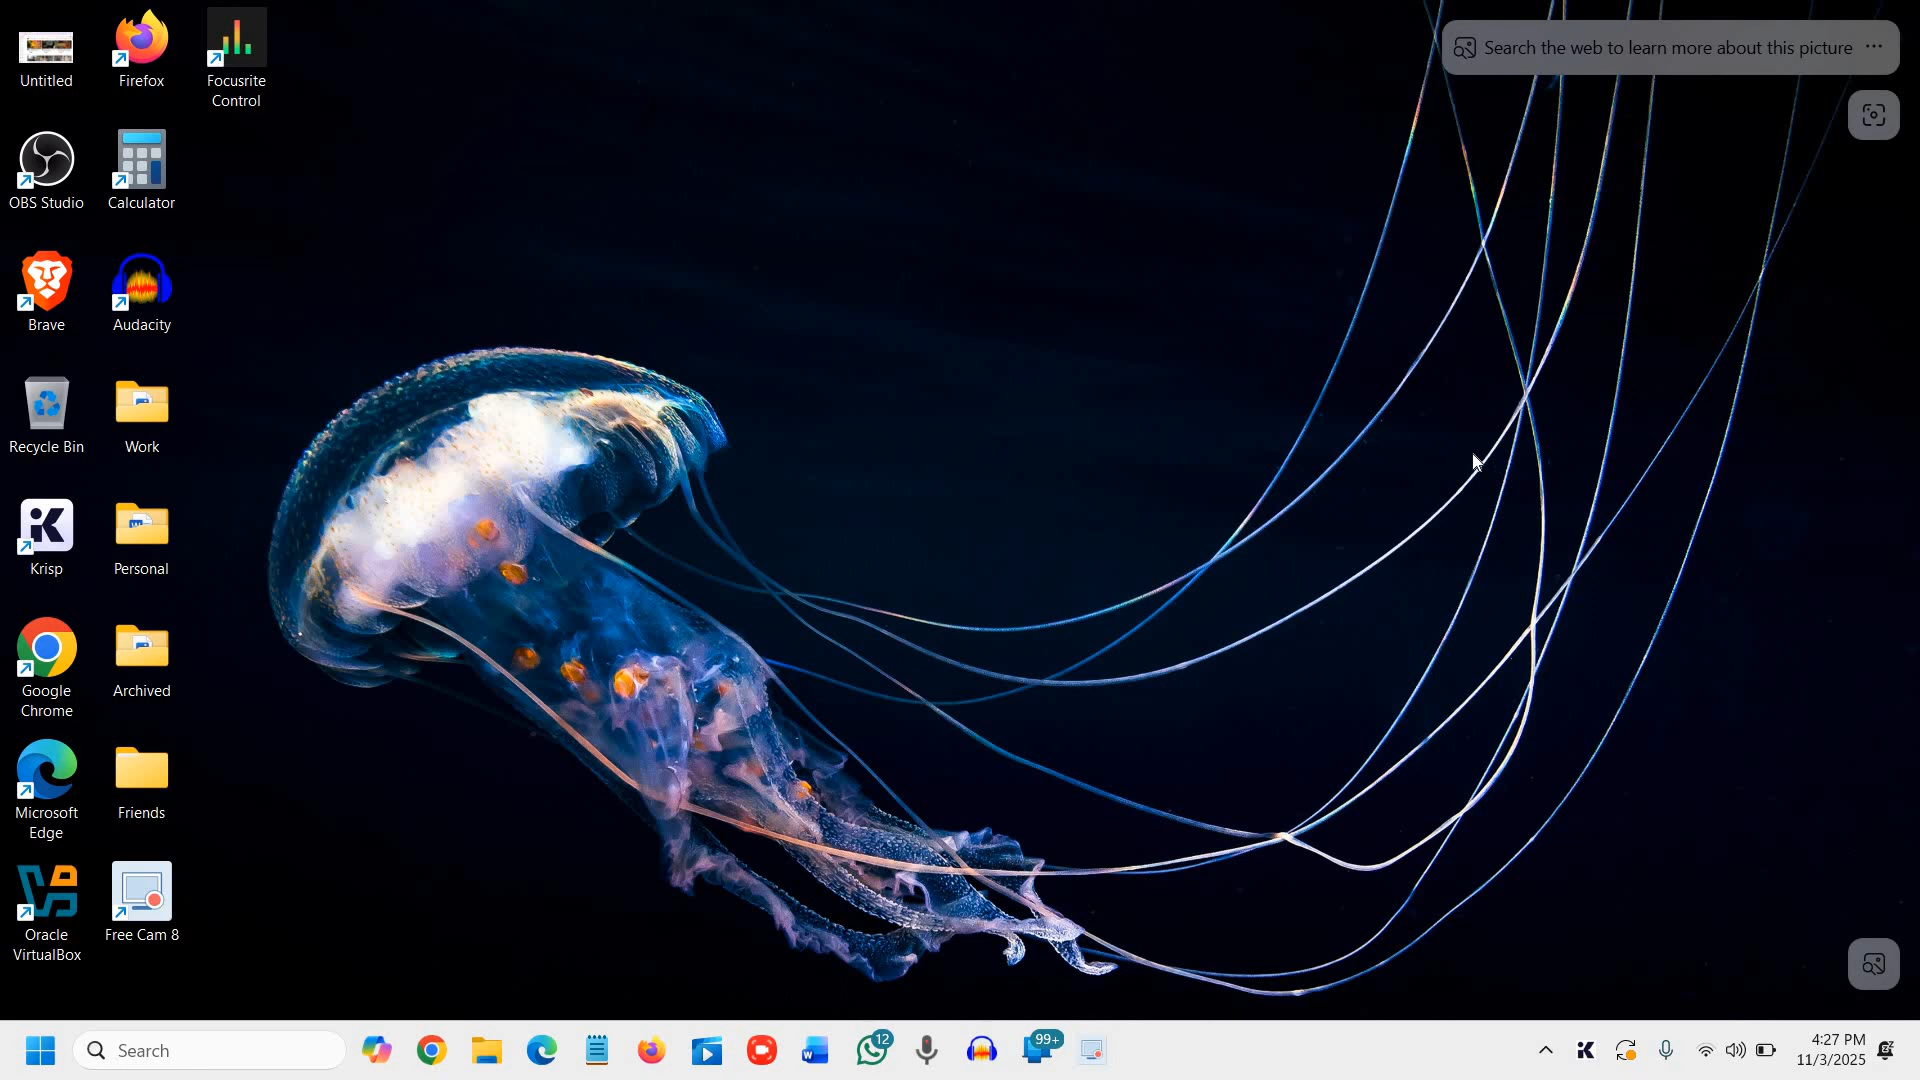 Untitled
Firefox
Focusrite
Control
Search the web to learn more about this picture
OBS Studio
Calculator
Brave
Audacity
Recycle Bin
Work
Krisp
Personal
Google
Chrome
Archived
Microsoft
Edge
Friends
Oracle
VirtualBox
Free Cam 8
Search
12
99+
4:27 PM
11/3/2025